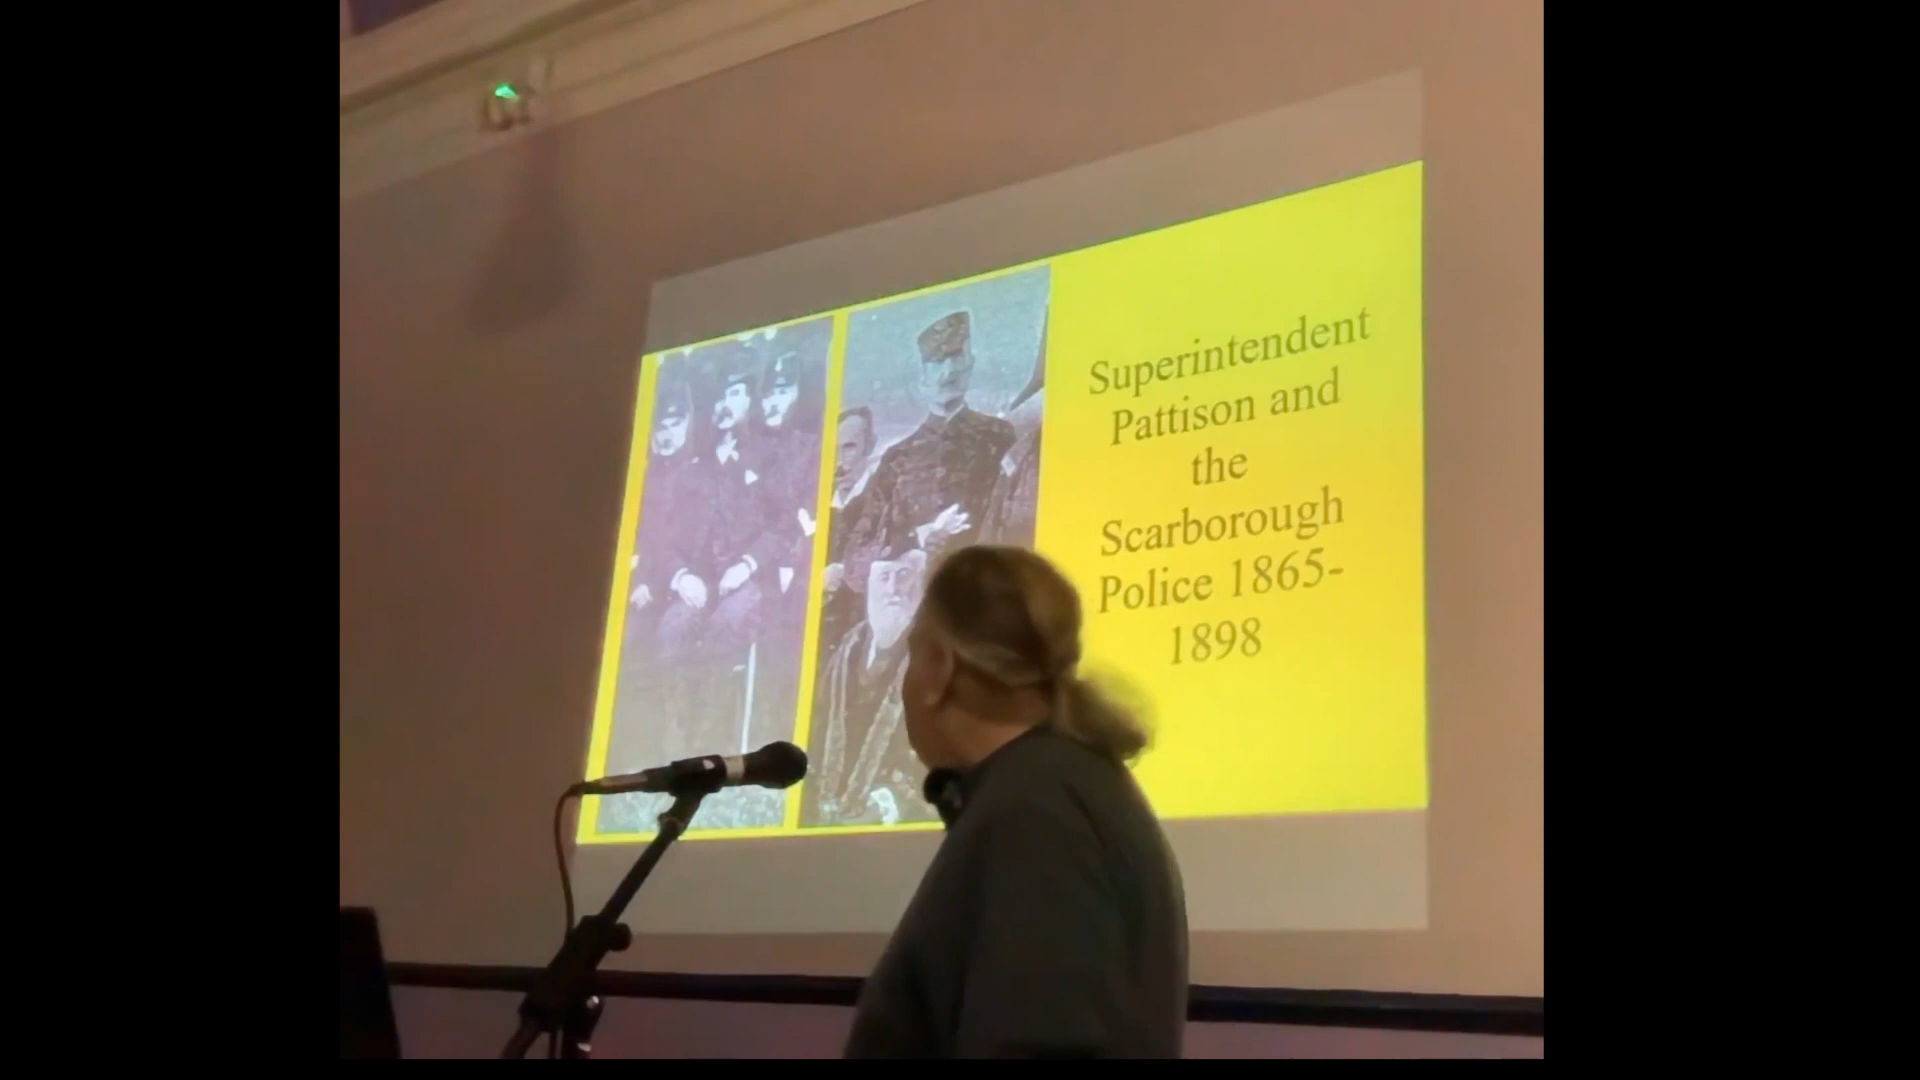 Superintendent
Pattison and
the
Scarborough
Police 1865-
1898